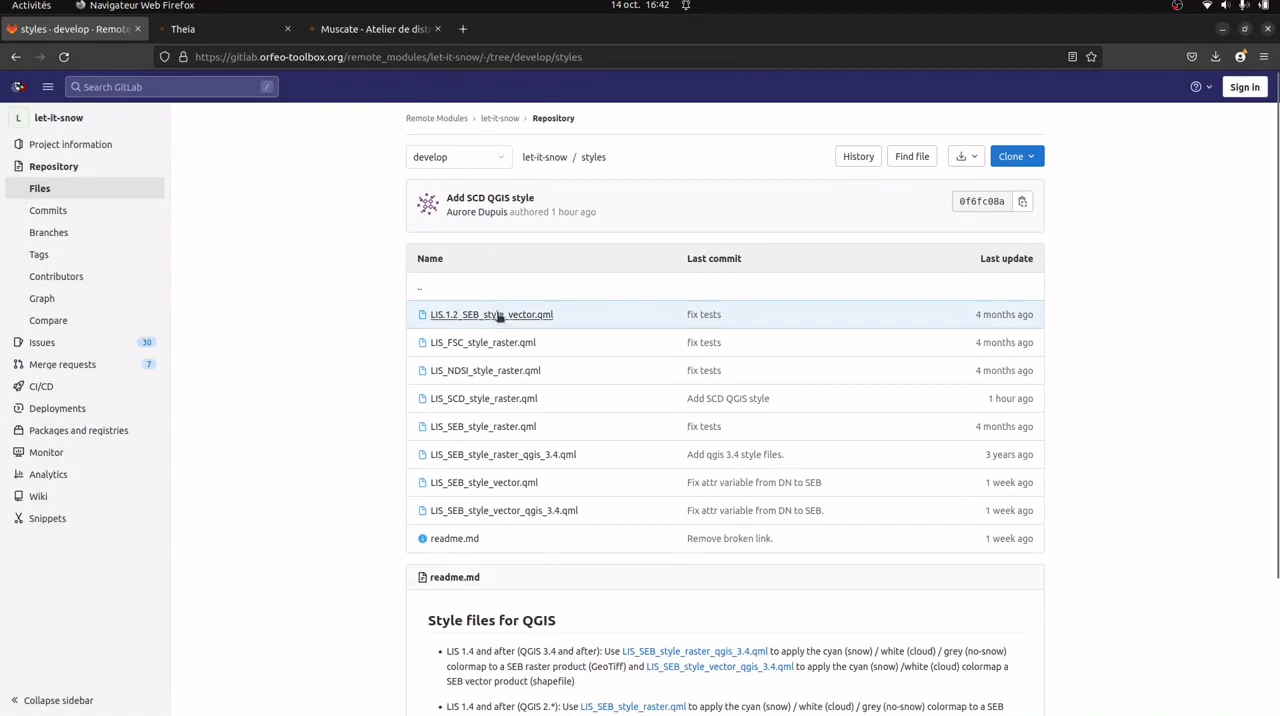 Activités
Navigateur Web Firefox
14 oct. 16:42
styles · develop · Remote
Theia
Muscate - Atelier de dist
https://gitlab.orfeo-toolbox.org/remote_modules/let-it-snow/-/tree/develop/styles
Search GitLab
/
Sign in
L let-it-snow
Project information
Repository
Files
Commits
Branches
Tags
Contributors
Graph
Compare
Issues 30
Merge requests 7
CI/CD
Deployments
Packages and registries
Monitor
Analytics
Wiki
Snippets
Collapse sidebar
Remote Modules › let-it-snow › Repository
develop
let-it-snow / styles
History
Find file
Clone
Add SCD QGIS style
Aurore Dupuis authored 1 hour ago
0f6fc08a
Name Last commit Last update
..
LIS.1.2_SEB_style_vector.qml fix tests 4 months ago
LIS_FSC_style_raster.qml fix tests 4 months ago
LIS_NDSI_style_raster.qml fix tests 4 months ago
LIS_SCD_style_raster.qml Add SCD QGIS style 1 hour ago
LIS_SEB_style_raster.qml fix tests 4 months ago
LIS_SEB_style_raster_qgis_3.4.qml Add qgis 3.4 style files. 3 years ago
LIS_SEB_style_vector.qml Fix attr variable from DN to SEB 1 week ago
LIS_SEB_style_vector_qgis_3.4.qml Fix attr variable from DN to SEB. 1 week ago
readme.md Remove broken link. 1 week ago
readme.md
Style files for QGIS
• LIS 1.4 and after (QGIS 3.4 and after): Use LIS_SEB_style_raster_qgis_3.4.qml to apply the cyan (snow) / white (cloud) / grey (no-snow)
colormap to a SEB raster product (GeoTiff) and LIS_SEB_style_vector_qgis_3.4.qml to apply the cyan (snow) /white (cloud) colormap a
SEB vector product (shapefile)
• LIS 1.4 and after (QGIS 2.*): Use LIS_SEB_style_raster.qml to apply the cyan (snow) / white (cloud) / grey (no-snow) colormap to a SEB